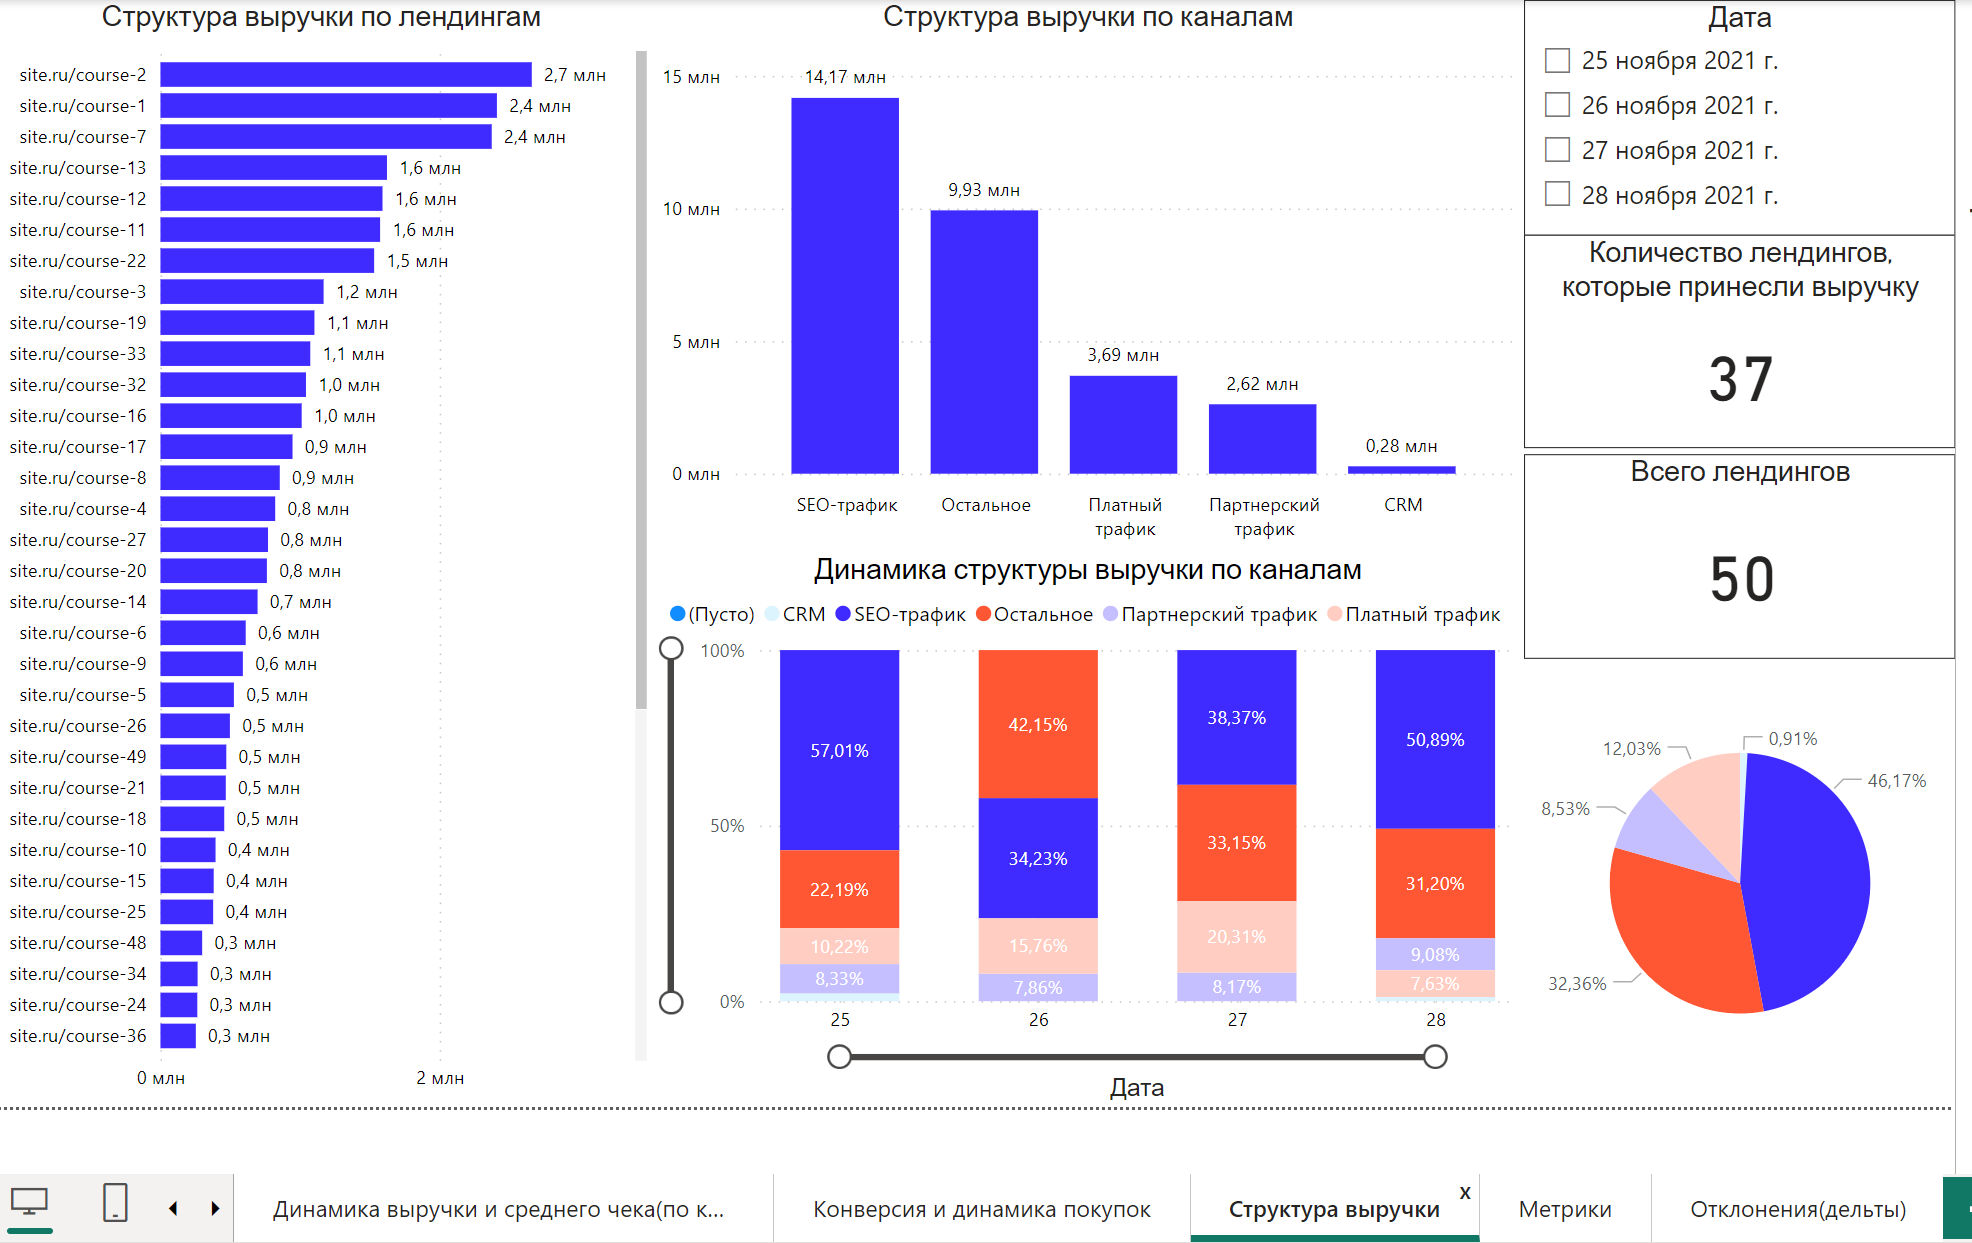 Структура выручки по лендингам
site.ru/course-2 2,7 млн
site.ru/course-1 2,4 млн
site.ru/course-7 2,4 млн
site.ru/course-13 1,6 млн
site.ru/course-12 1,6 млн
site.ru/course-11 1,6 млн
site.ru/course-22 1,5 млн
site.ru/course-3 1,2 млн
site.ru/course-19 1,1 млн
site.ru/course-33 1,1 млн
site.ru/course-32 1,0 млн
site.ru/course-16 1,0 млн
site.ru/course-17 0,9 млн
site.ru/course-8 0,9 млн
site.ru/course-4 0,8 млн
site.ru/course-27 0,8 млн
site.ru/course-20 0,8 млн
site.ru/course-14 0,7 млн
site.ru/course-6 0,6 млн
site.ru/course-9 0,6 млн
site.ru/course-5 0,5 млн
site.ru/course-26 0,5 млн
site.ru/course-49 0,5 млн
site.ru/course-21 0,5 млн
site.ru/course-18 0,5 млн
site.ru/course-10 0,4 млн
site.ru/course-15 0,4 млн
site.ru/course-25 0,4 млн
site.ru/course-48 0,3 млн
site.ru/course-34 0,3 млн
site.ru/course-24 0,3 млн
site.ru/course-36 0,3 млн
0 млн 2 млн
Структура выручки по каналам
15 млн
10 млн
5 млн
0 млн
14,17 млн
9,93 млн
3,69 млн
2,62 млн
0,28 млн
SEO-трафик
Остальное
Платный
трафик
Партнерский
трафик
CRM
Динамика структуры выручки по каналам
(Пусто) CRM SEO-трафик Остальное Партнерский трафик Платный трафик
100%
50%
0%
57,01%
22,19%
10,22%
8,33%
42,15%
34,23%
15,76%
7,86%
38,37%
33,15%
20,31%
8,17%
50,89%
31,20%
9,08%
7,63%
25 26 27 28
Дата
Дата
25 ноября 2021 г.
26 ноября 2021 г.
27 ноября 2021 г.
28 ноября 2021 г.
Количество лендингов,
которые принесли выручку
37
Всего лендингов
50
0,91%
12,03%
46,17%
8,53%
32,36%
Динамика выручки и среднего чека(по к...
Конверсия и динамика покупок
Структура выручки x
Метрики
Отклонения(дельты)